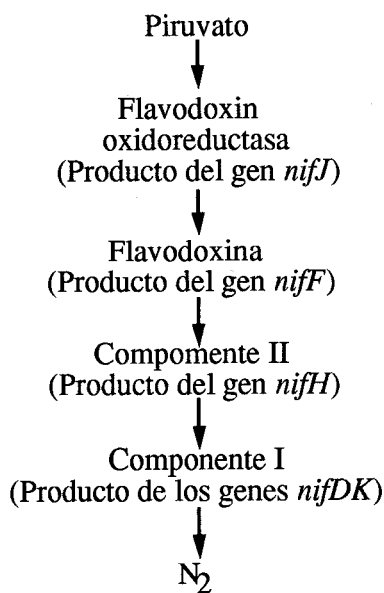 Piruvato
Flavodoxin
oxidoreductasa
(Producto del gen nifJ)
Flavodoxina
(Producto del gen nifF)
Compomente II
(Producto del gen nifH)
Componente I
(Producto de los genes nifDK)
N2